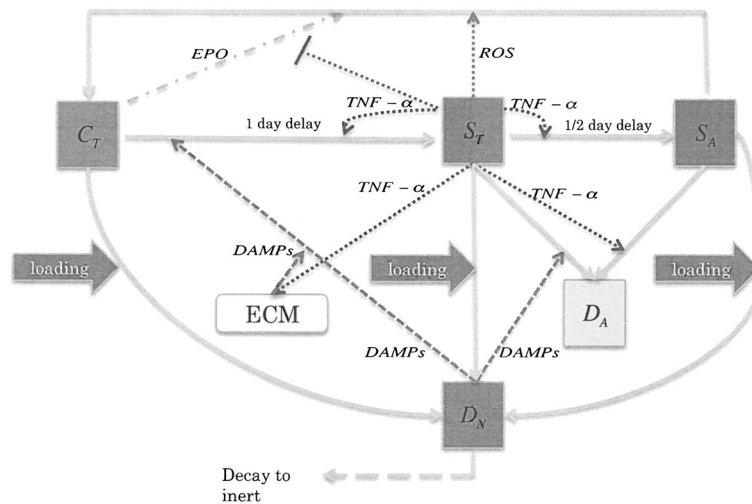 EPO
ROS
TNF - α
TNF - α
C_T
1 day delay
S_T
1/2 day delay
S_A
TNF - α
TNF - α
DAMPs
loading
loading
loading
ECM
D_A
DAMPs
DAMPs
D_N
Decay to
inert